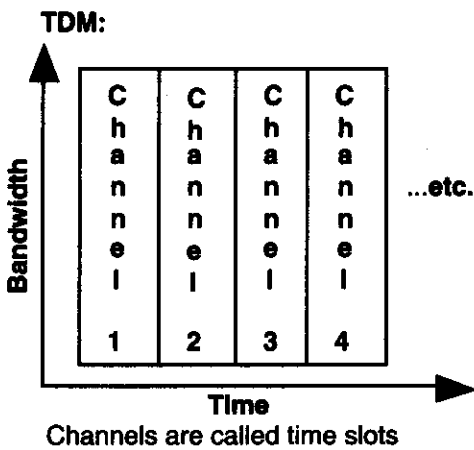 TDM:
Bandwidth
Channel 1
Channel 2
Channel 3
Channel 4
...etc.
Time
Channels are called time slots